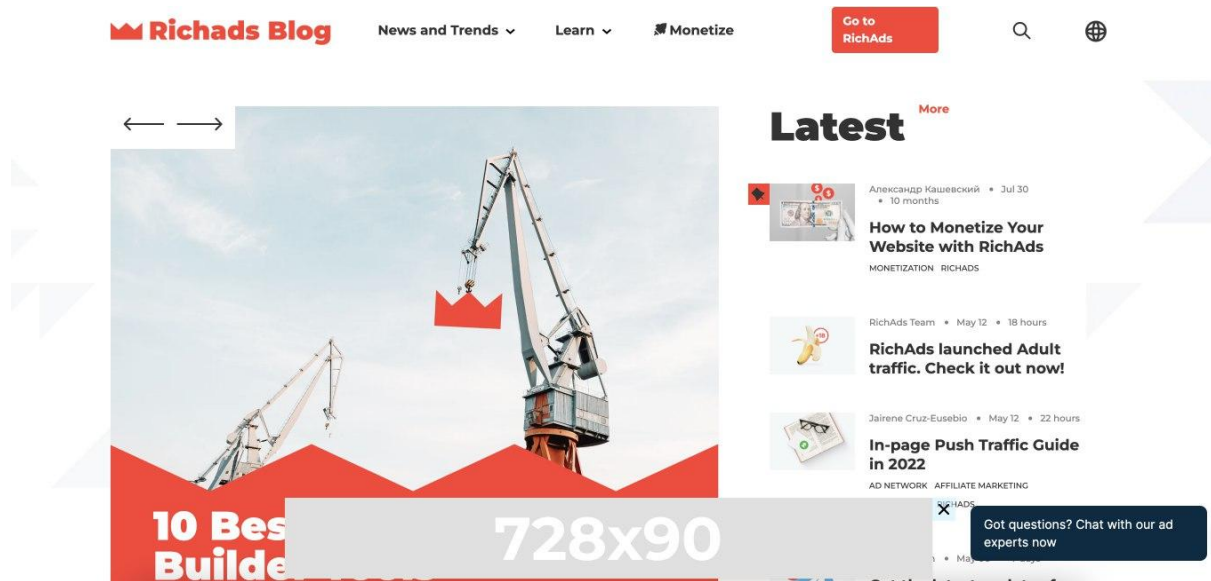 Richads Blog
News and Trends
Learn
Monetize
Go to
RichAds
Latest
More
Александр Кашевский • Jul 30
• 10 months
How to Monetize Your
Website with RichAds
MONETIZATION RICHADS
RichAds Team • May 12 • 18 hours
+18
RichAds launched Adult
traffic. Check it out now!
Jairene Cruz-Eusebio • May 12 • 22 hours
In-page Push Traffic Guide
in 2022
AD NETWORK AFFILIATE MARKETING
10
728x90
Got questions? Chat with our ad
experts now